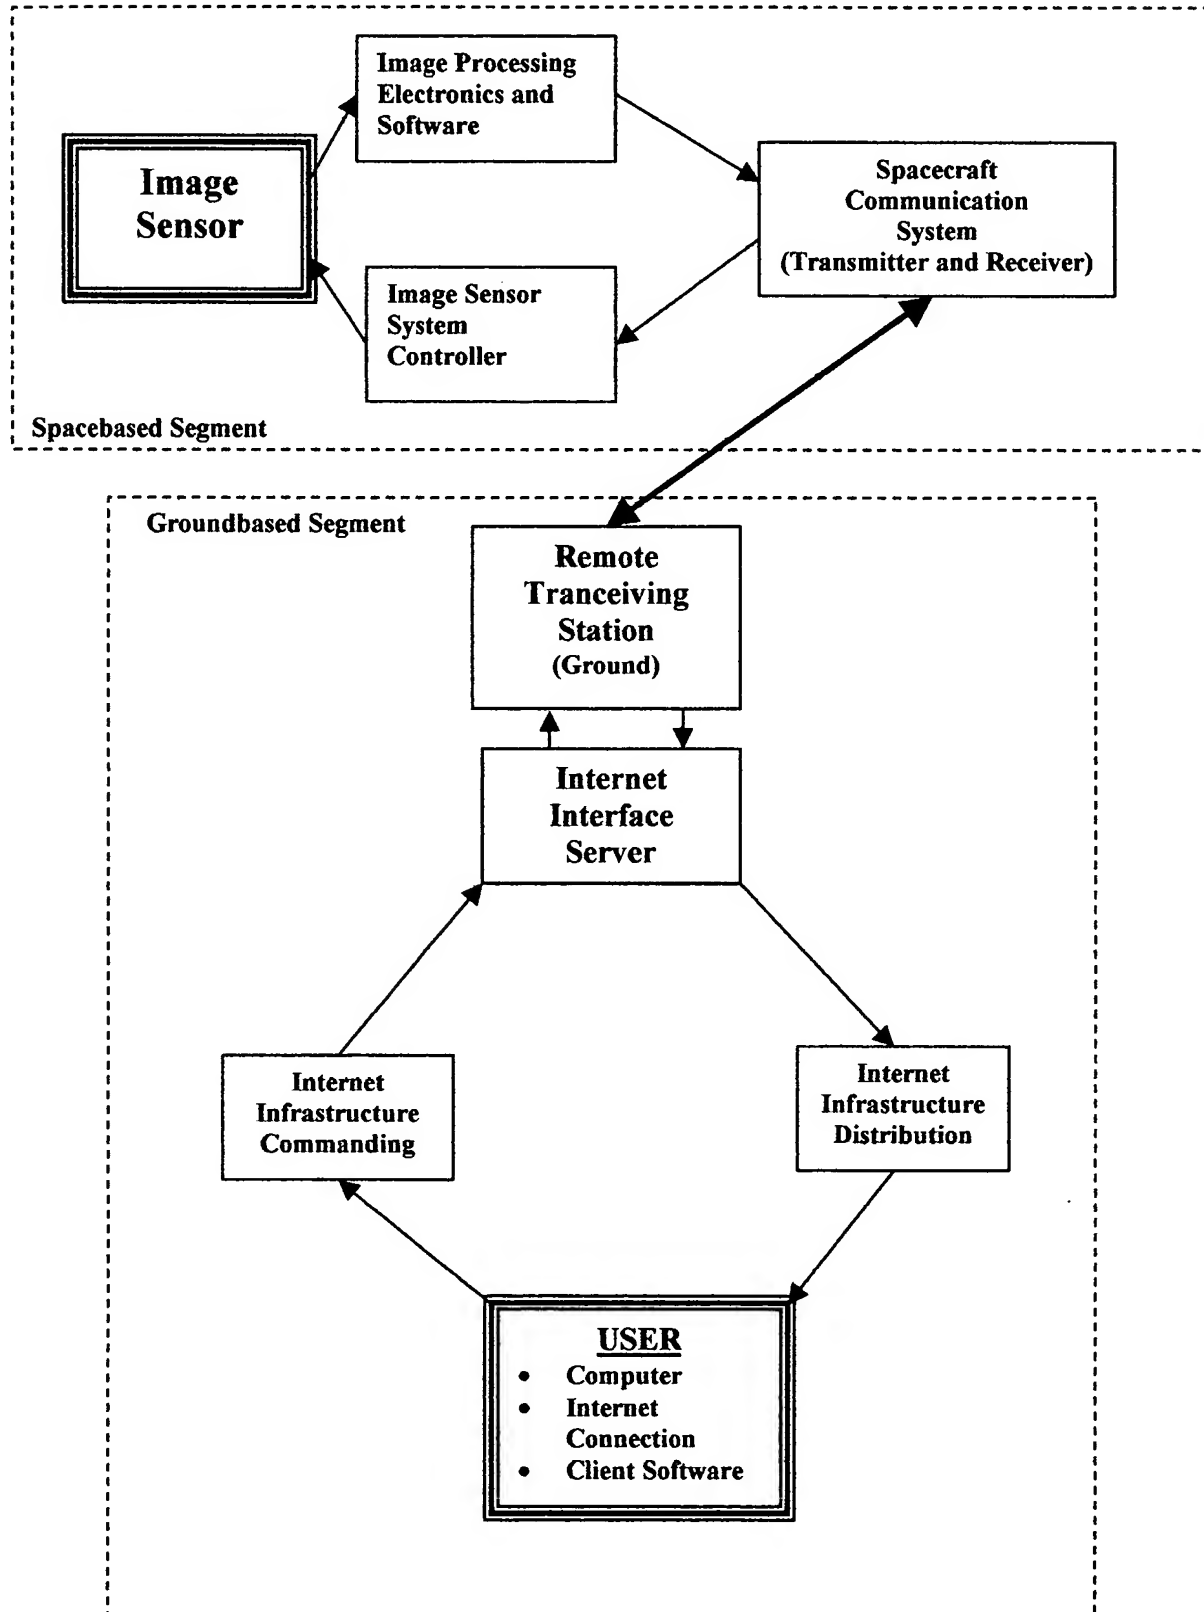 Image Processing
Electronics and
Software
Image
Sensor
Spacecraft
Communication
System
(Transmitter and Receiver)
Image Sensor
System
Controller
Spacebased Segment
Groundbased Segment
Remote
Tranceiving
Station
(Ground)
Internet
Interface
Server
Internet
Infrastructure
Commanding
Internet
Infrastructure
Distribution
USER
• Computer
• Internet
Connection
• Client Software